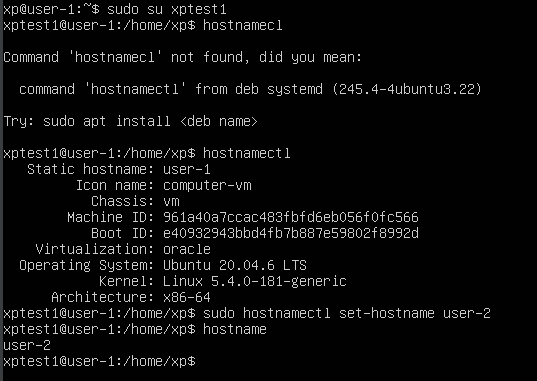 xp@user-1:~$ sudo su xptest1
xptest1@user-1:/home/xp$ hostnamecl
Command 'hostnamecl' not found, did you mean:
command 'hostnamectl' from deb systemd (245.4-4ubuntu3.22)
Try: sudo apt install <deb name>
xptest1@user-1:/home/xp$ hostnamectl
Static hostname: user-1
Icon name: computer-vm
Chassis: vm
Machine ID: 961a40a7ccac483fbfd6eb056f0fc566
Boot ID: e40932943bbd4fb7b887e59802f8992d
Virtualization: oracle
Operating System: Ubuntu 20.04.6 LTS
Kernel: Linux 5.4.0-181-generic
Architecture: x86-64
xptest1@user-1:/home/xp$ sudo hostnamectl set-hostname user-2
xptest1@user-1:/home/xp$ hostname
user-2
xptest1@user-1:/home/xp$